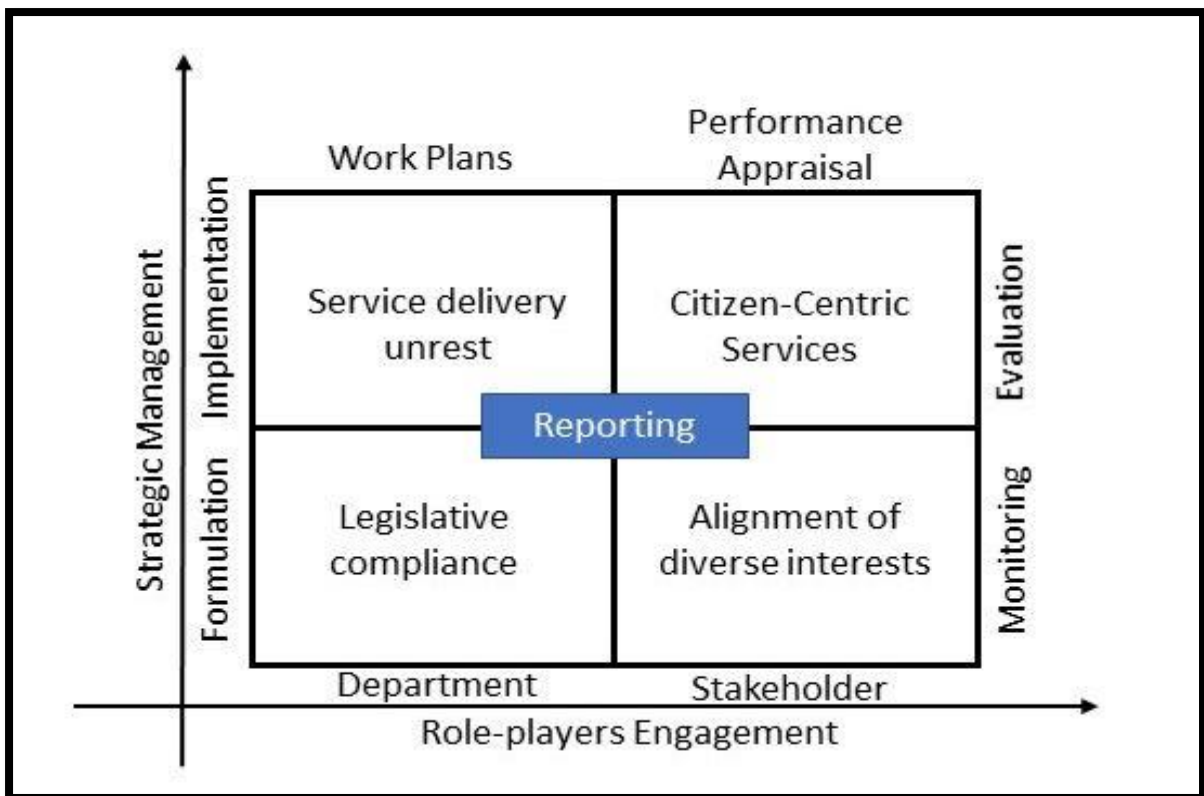 Performance
Appraisal
Work Plans
Strategic Management
Implementation
Formulation
Service delivery
unrest
Citizen-Centric
Services
Evaluation
Reporting
Legislative
compliance
Alignment of
diverse interests
Monitoring
Department
Stakeholder
Role-players Engagement